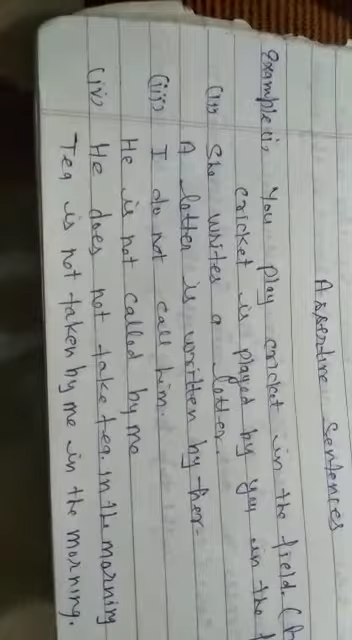 Assertive Sentences
Example:(i) You play cricket in the field. (
cricket is played by you in the
(ii) She writes a letter.
A letter is written by her.
(iii) I do not call him.
He is not called by me
(iv) He does not take tea. in the morning
Tea is not taken by me in the morning.